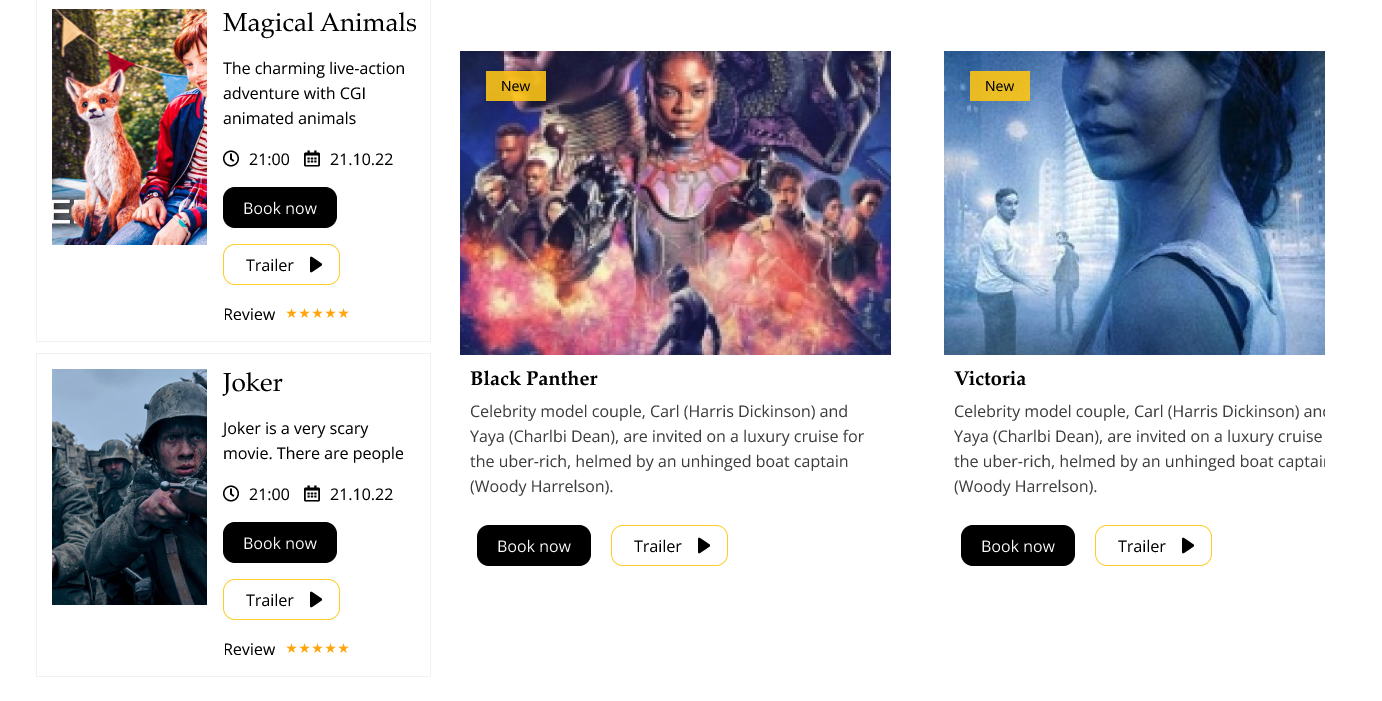 Magical Animals
The charming live-action
adventure with CGI
animated animals
21:00 21.10.22
Book now
Trailer
Review
Joker
Joker is a very scary
movie. There are people
21:00 21.10.22
Book now
Trailer
Review
New
Black Panther
Celebrity model couple, Carl (Harris Dickinson) and
Yaya (Charlbi Dean), are invited on a luxury cruise for
the uber-rich, helmed by an unhinged boat captain
(Woody Harrelson).
Book now
Trailer
New
Victoria
Celebrity model couple, Carl (Harris Dickinson) and
Yaya (Charlbi Dean), are invited on a luxury cruise
the uber-rich, helmed by an unhinged boat captain
(Woody Harrelson).
Book now
Trailer